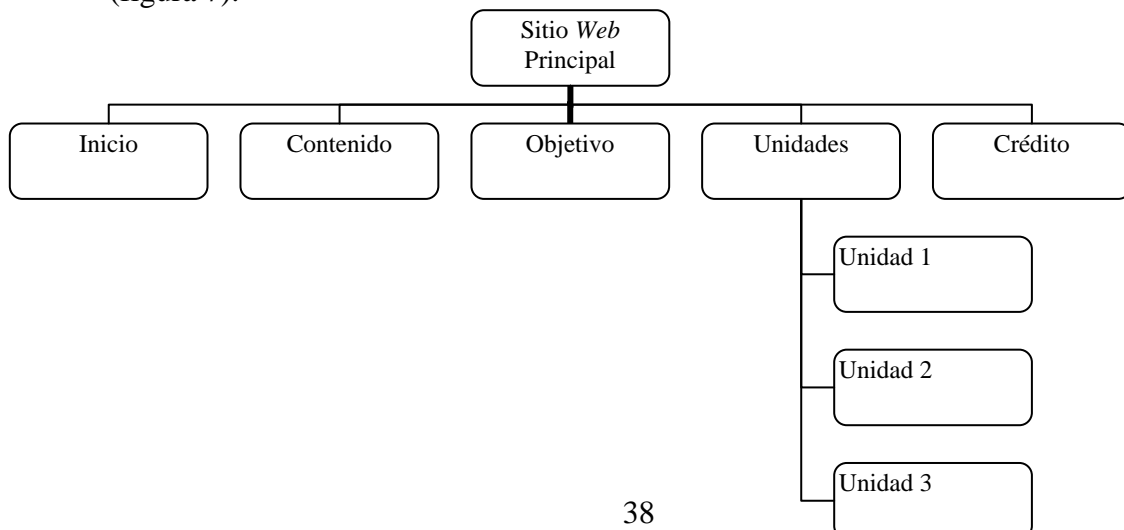 (figura 7).
Sitio Web
Principal
Inicio
Contenido
Objetivo
Unidades
Crédito
Unidad 1
Unidad 2
Unidad 3
38